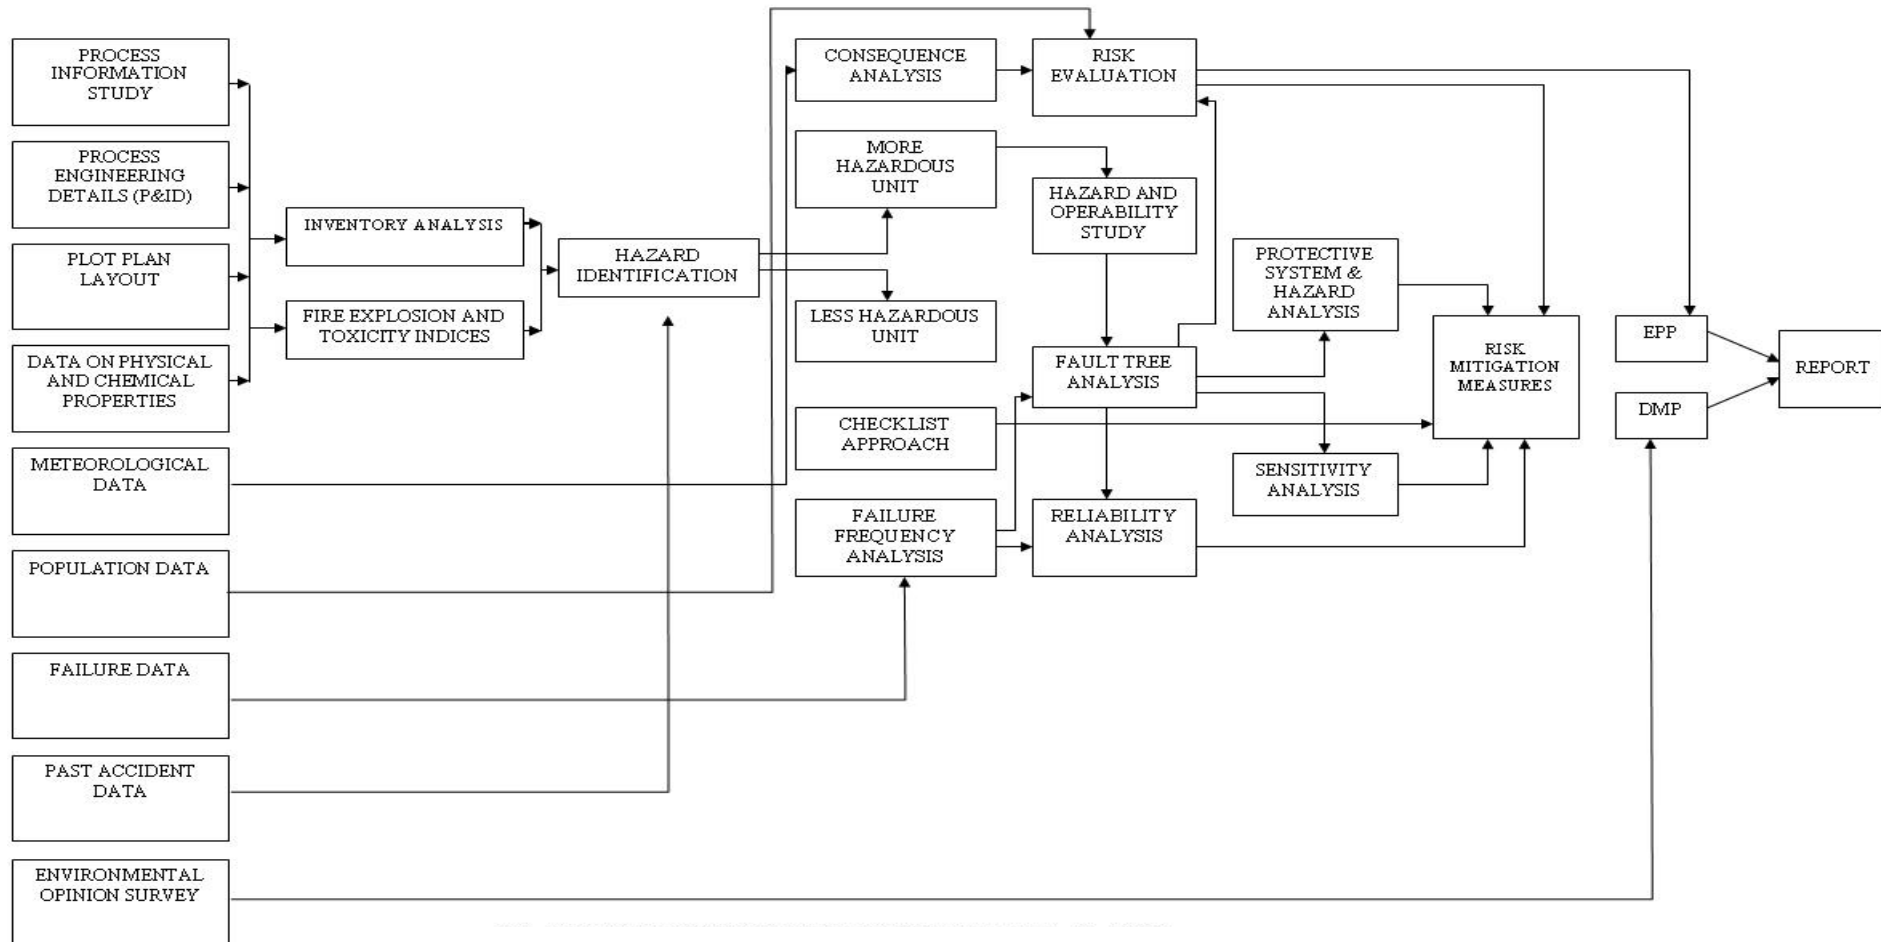 PROCESS
INFORMATION
STUDY
PROCESS
ENGINEERING
DETAILS (P&ID)
PLOT PLAN
LAYOUT
DATA ON PHYSICAL
AND CHEMICAL
PROPERTIES
METEOROLOGICAL
DATA
POPULATION DATA
FAILURE DATA
PAST ACCIDENT
DATA
ENVIRONMENTAL
OPINION SURVEY
INVENTORY ANALYSIS
FIRE EXPLOSION AND
TOXICITY INDICES
HAZARD
IDENTIFICATION
CONSEQUENCE
ANALYSIS
MORE
HAZARDOUS
UNIT
LESS HAZARDOUS
UNIT
CHECKLIST
APPROACH
FAILURE
FREQUENCY
ANALYSIS
RISK
EVALUATION
HAZARD AND
OPERABILITY
STUDY
FAULT TREE
ANALYSIS
RELIABILITY
ANALYSIS
PROTECTIVE
SYSTEM &
HAZARD
ANALYSIS
SENSITIVITY
ANALYSIS
RISK
MITIGATION
MEASURES
EPP
DMP
REPORT